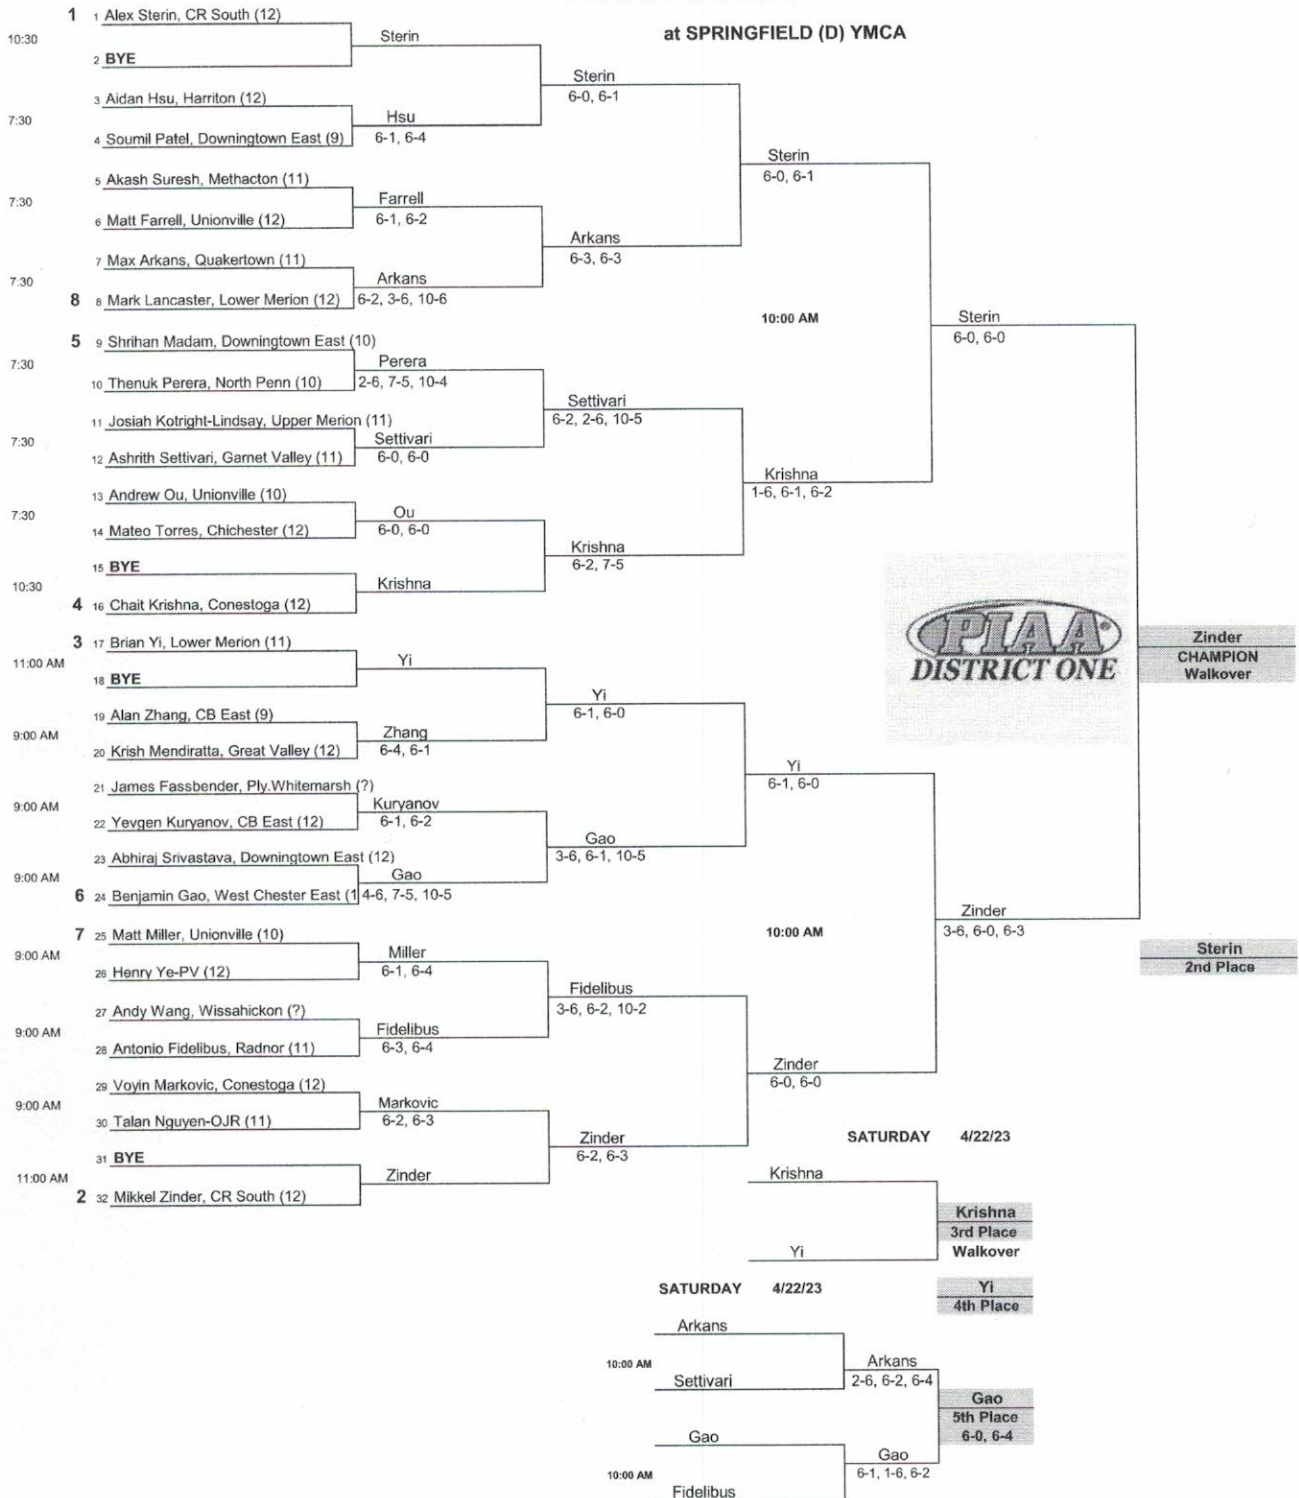 at SPRINGFIELD (D) YMCA
1 1 Alex Sterin, CR South (12)
10:30
Sterin
2 BYE
Sterin
6-0, 6-1
3 Aidan Hsu, Harriton (12)
7:30
Hsu
6-1, 6-4
4 Soumil Patel, Downingtown East (9)
Sterin
6-0, 6-1
5 Akash Suresh, Methacton (11)
7:30
Farrell
6-1, 6-2
6 Matt Farrell, Unionville (12)
Arkans
6-3, 6-3
7 Max Arkans, Quakertown (11)
7:30
Arkans
6-2, 3-6, 10-6
8 8 Mark Lancaster, Lower Merion (12)
10:00 AM
Sterin
6-0, 6-0
5 9 Shrihan Madam, Downingtown East (10)
7:30
Perera
2-6, 7-5, 10-4
10 Thenuk Perera, North Penn (10)
Settivari
6-2, 2-6, 10-5
11 Josiah Kotright-Lindsay, Upper Merion (11)
7:30
Settivari
6-0, 6-0
12 Ashrith Settivari, Garnet Valley (11)
Krishna
1-6, 6-1, 6-2
13 Andrew Ou, Unionville (10)
7:30
Ou
6-0, 6-0
14 Mateo Torres, Chichester (12)
Krishna
6-2, 7-5
15 BYE
10:30
Krishna
4 16 Chait Krishna, Conestoga (12)
PIAA®
DISTRICT ONE
Zinder
CHAMPION
Walkover
3 17 Brian Yi, Lower Merion (11)
11:00 AM
Yi
18 BYE
Yi
6-1, 6-0
19 Alan Zhang, CB East (9)
9:00 AM
Zhang
6-4, 6-1
20 Krish Mendiratta, Great Valley (12)
Yi
6-1, 6-0
21 James Fassbender, Ply.Whitemarsh (?)
9:00 AM
Kuryanov
6-1, 6-2
22 Yevgen Kuryanov, CB East (12)
Gao
3-6, 6-1, 10-5
23 Abhiraj Srivastava, Downingtown East (12)
9:00 AM
Gao
4-6, 7-5, 10-5
6 24 Benjamin Gao, West Chester East (1
10:00 AM
Zinder
3-6, 6-0, 6-3
Sterin
2nd Place
7 25 Matt Miller, Unionville (10)
9:00 AM
Miller
6-1, 6-4
26 Henry Ye-PV (12)
Fidelibus
3-6, 6-2, 10-2
27 Andy Wang, Wissahickon (?)
9:00 AM
Fidelibus
6-3, 6-4
28 Antonio Fidelibus, Radnor (11)
Zinder
6-0, 6-0
29 Voyin Markovic, Conestoga (12)
9:00 AM
Markovic
6-2, 6-3
30 Talan Nguyen-OJR (11)
Zinder
6-2, 6-3
31 BYE
11:00 AM
Zinder
2 32 Mikkel Zinder, CR South (12)
SATURDAY 4/22/23
Krishna
Krishna
3rd Place
Walkover
Yi
SATURDAY 4/22/23
Yi
4th Place
Arkans
10:00 AM
Arkans
2-6, 6-2, 6-4
Settivari
Gao
5th Place
6-0, 6-4
Gao
10:00 AM
Gao
6-1, 1-6, 6-2
Fidelibus